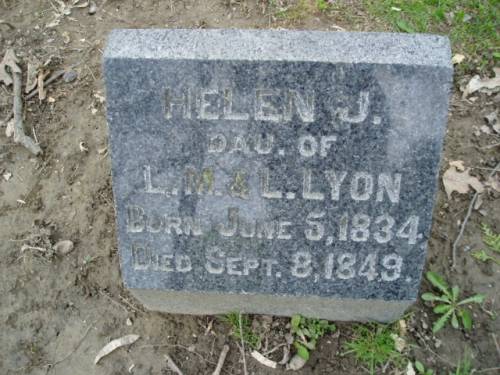 HELEN J.
DAU. OF
L. M. & L. LYON
BORN JUNE 5, 1834.
DIED SEPT. 8, 1849.